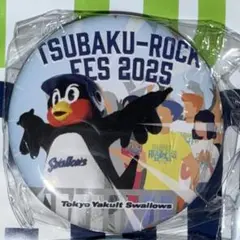 TSUBAKU-ROCK
FES 2025
Swallows
Tokyo Yakult Swallows